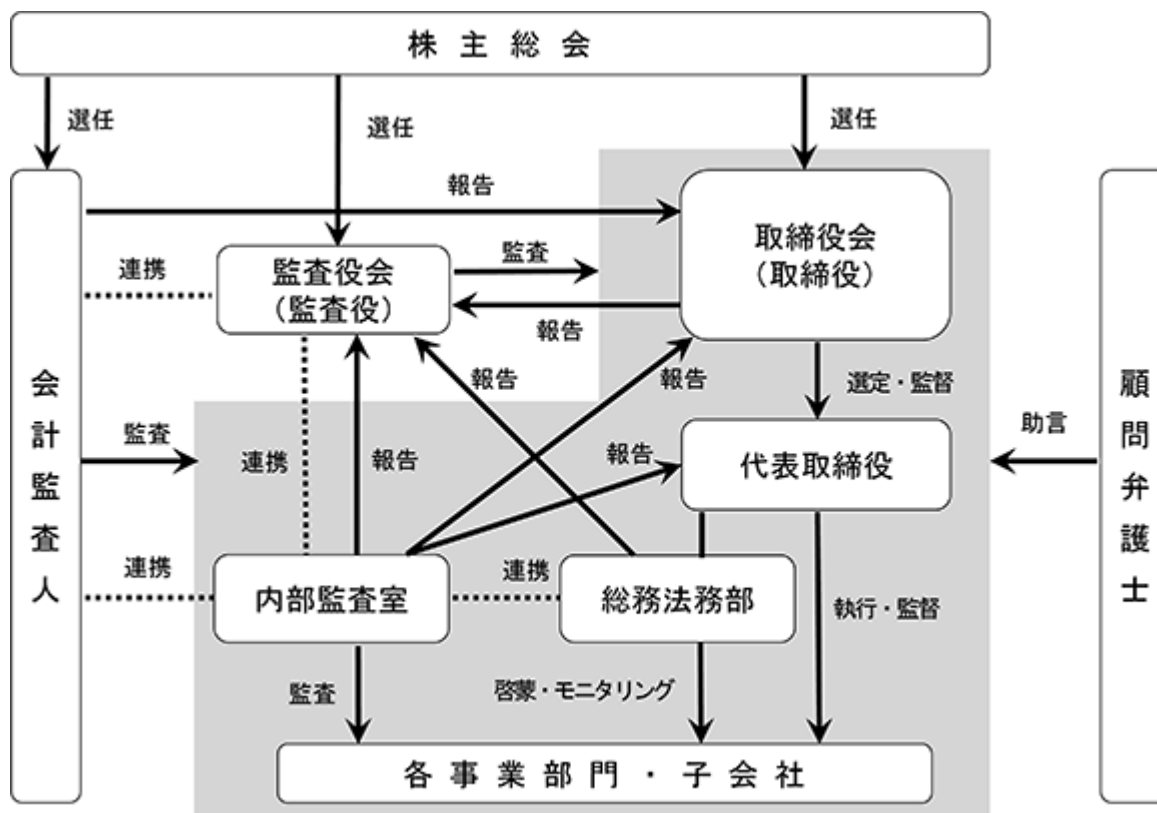 株主総会
選任
選任
選任
報告
取締役会
(取締役)
監査役会
(監査役)
監査
連携
報告
会計監査人
報告
報告
選定・監督
顧問弁護士
監査
連携
報告
報告
代表取締役
助言
連携
内部監査室
連携
総務法務部
執行・監督
監査
啓蒙・モニタリング
各事業部門・子会社